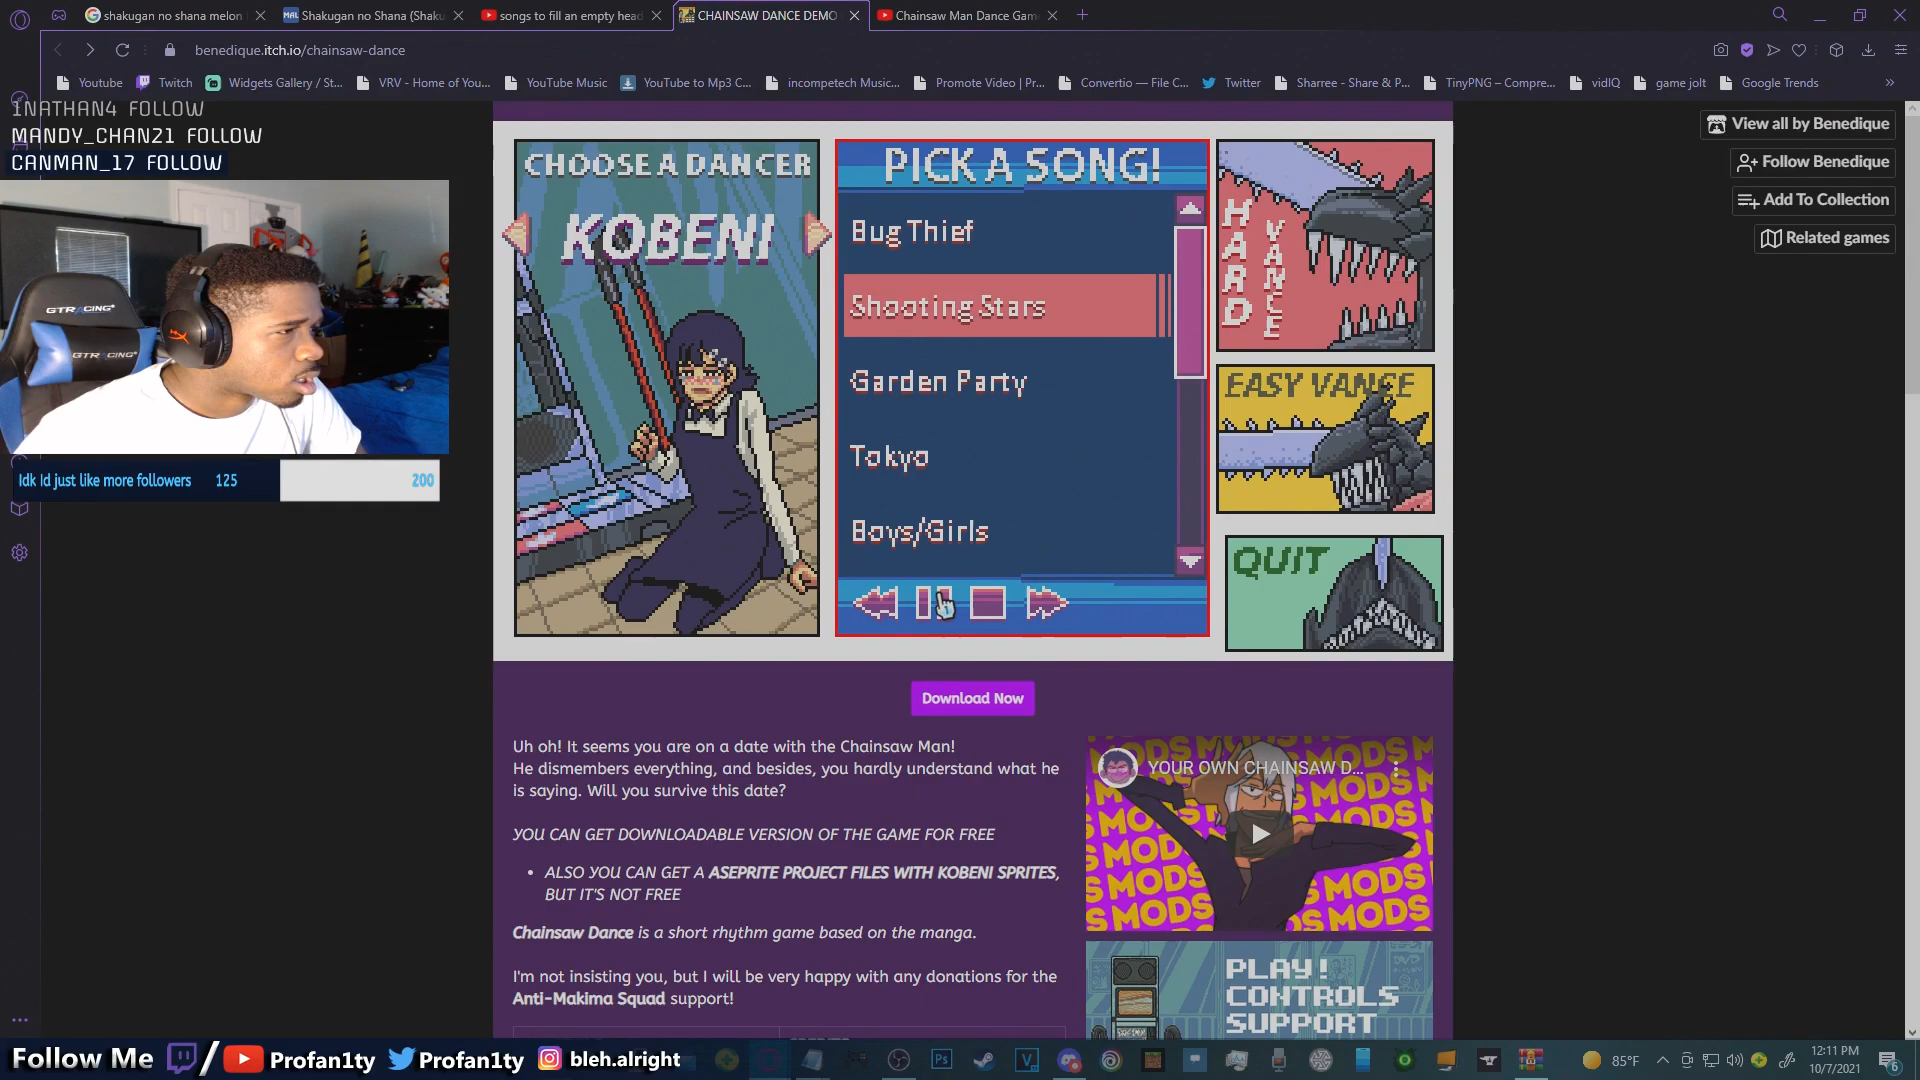 shakugan no shana melon
Shakugan no Shana (Shaku
songs to fill an empty head
CHAINSAW DANCE DEMO
Chainsaw Man Dance Gam
benedique.itch.io/chainsaw-dance
Youtube
Twitch
Widgets Gallery / St...
VRV - Home of You...
YouTube Music
YouTube to Mp3 C...
incompetech Music...
Promote Video | Pr...
Convertio — File C...
Twitter
Sharree - Share & P...
TinyPNG – Compre...
vidIQ
game jolt
Google Trends
1NATHAN4 FOLLOW
MANDY_CHAN21 FOLLOW
CANMAN_17 FOLLOW
GTRACING
GTRACING
Idk Id just like more followers 125 200
CHOOSE A DANCER
KOBENI
PICK A SONG!
Bug Thief
Shooting Stars
Garden Party
Tokyo
Boys/Girls
HARD
VANCE
EASY VANCE
QUIT
View all by Benedique
Follow Benedique
Add To Collection
Related games
Download Now
Uh oh! It seems you are on a date with the Chainsaw Man!
He dismembers everything, and besides, you hardly understand what he
is saying. Will you survive this date?
YOU CAN GET DOWNLOADABLE VERSION OF THE GAME FOR FREE
• ALSO YOU CAN GET A ASEPRITE PROJECT FILES WITH KOBENI SPRITES,
BUT IT'S NOT FREE
Chainsaw Dance is a short rhythm game based on the manga.
I'm not insisting you, but I will be very happy with any donations for the
Anti-Makima Squad support!
YOUR OWN CHAINSAW D...
MODS
PLAY!
CONTROLS
SUPPORT
Follow Me / Profan1ty Profan1ty bleh.alright
85°F
12:11 PM
10/7/2021
6